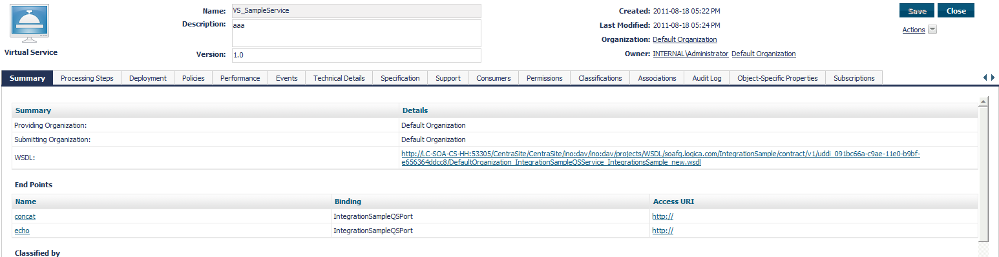 Virtual Service
Name: VS_SampleService
Description: aaa
Version: 1.0
Created: 2011-08-18 05:22 PM
Last Modified: 2011-08-18 05:24 PM
Organization: Default Organization
Owner: INTERNAL\Administrator Default Organization
Save Close
Actions
Summary Processing Steps Deployment Policies Performance Events Technical Details Specification Support Consumers Permissions Classifications Associations Audit Log Object-Specific Properties Subscriptions
Summary Details
Providing Organization: Default Organization
Submitting Organization: Default Organization
WSDL: http://LC-SOA-CS-HH:53305/CentraSite/CentraSite/ino:dav/ino:dav/projects/WSDL/soafg.logica.com/IntegrationSample/contract/v1/uddi_091bc66a-c9ae-11e0-b9bf-
e656364ddcc8/DefaultOrganization_IntegrationSampleQSService_IntegrationsSample_new.wsdl
End Points
Name Binding Access URI
concat IntegrationSampleQSPort http://
echo IntegrationSampleQSPort http://
Classified by